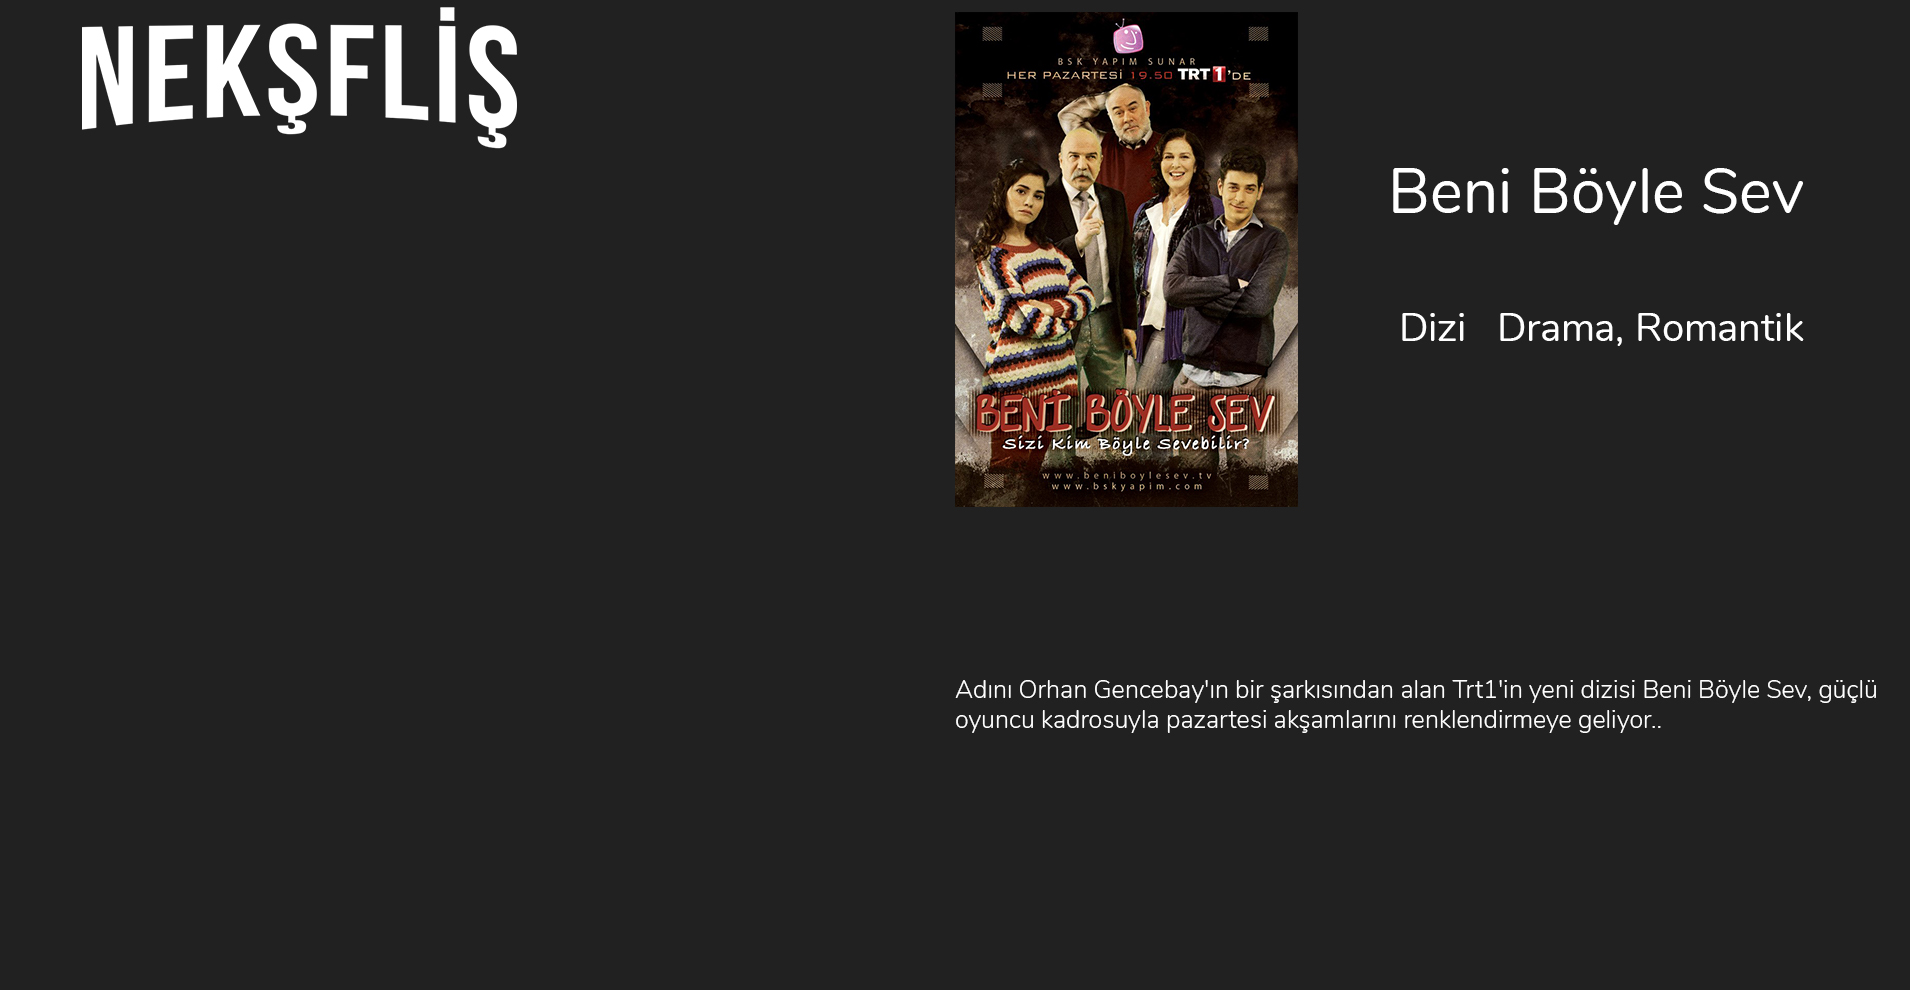 NEKŞFLİŞ
BSK YAPIM SUNAR
HER PAZARTESİ 19.50 TRT 1'DE
BENİ BÖYLE SEV
Sizi Kim Böyle Sevebilir?
www.beniboylesev.tv
www.bskyapim.com
Beni Böyle Sev
Dizi Drama, Romantik
Adını Orhan Gencebay'ın bir şarkısından alan Trt1'in yeni dizisi Beni Böyle Sev, güçlü
oyuncu kadrosuyla pazartesi akşamlarını renklendirmeye geliyor..